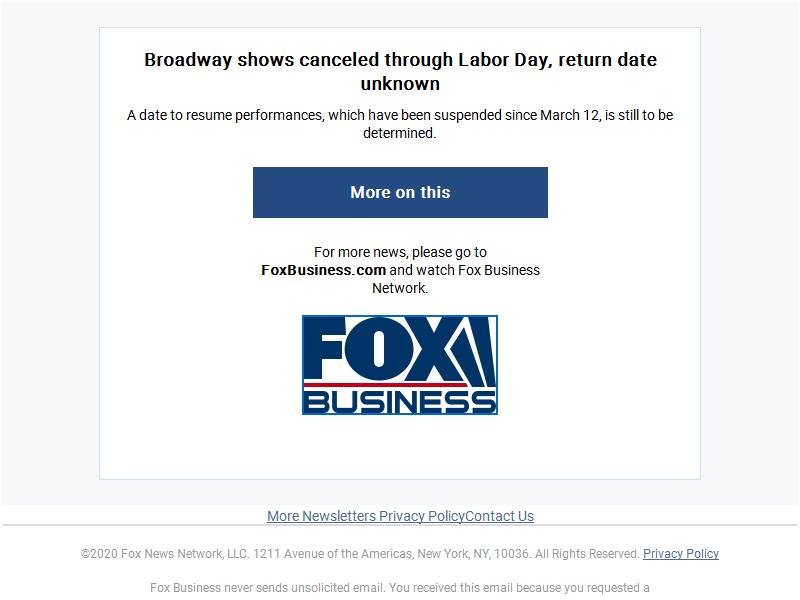 Broadway shows canceled through Labor Day, return date
unknown
A date to resume performances, which have been suspended since March 12, is still to be
determined.
More on this
For more news, please go to
FoxBusiness.com and watch Fox Business
Network.
FOX
BUSINESS
More Newsletters Privacy PolicyContact Us
©2020 Fox News Network, LLC. 1211 Avenue of the Americas, New York, NY, 10036. All Rights Reserved. Privacy Policy
Fox Business never sends unsolicited email. You received this email because you requested a